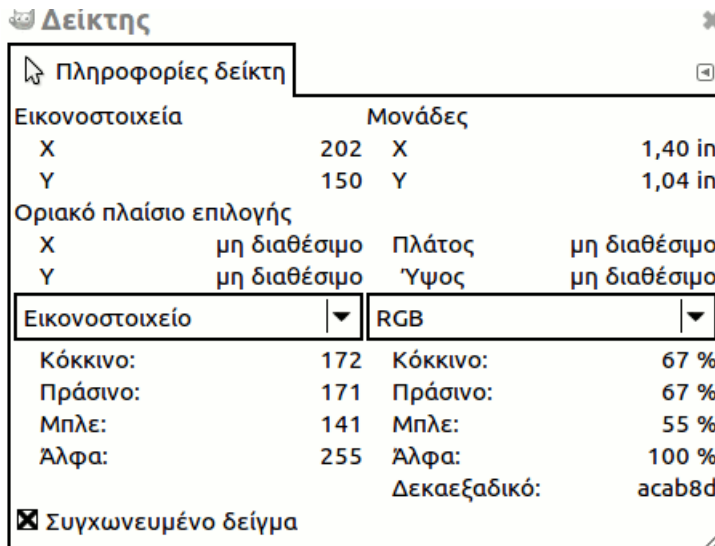 Δείκτης
Πληροφορίες δείκτη
Εικονοστοιχεία Μονάδες
X 202 X 1,40 in
Y 150 Y 1,04 in
Οριακό πλαίσιο επιλογής
X μη διαθέσιμο Πλάτος μη διαθέσιμο
Y μη διαθέσιμο Ύψος μη διαθέσιμο
Εικονοστοιχείο RGB
Κόκκινο: 172 Κόκκινο: 67 %
Πράσινο: 171 Πράσινο: 67 %
Μπλε: 141 Μπλε: 55 %
Άλφα: 255 Άλφα: 100 %
Δεκαεξαδικό: acab8d
Συγχωνευμένο δείγμα